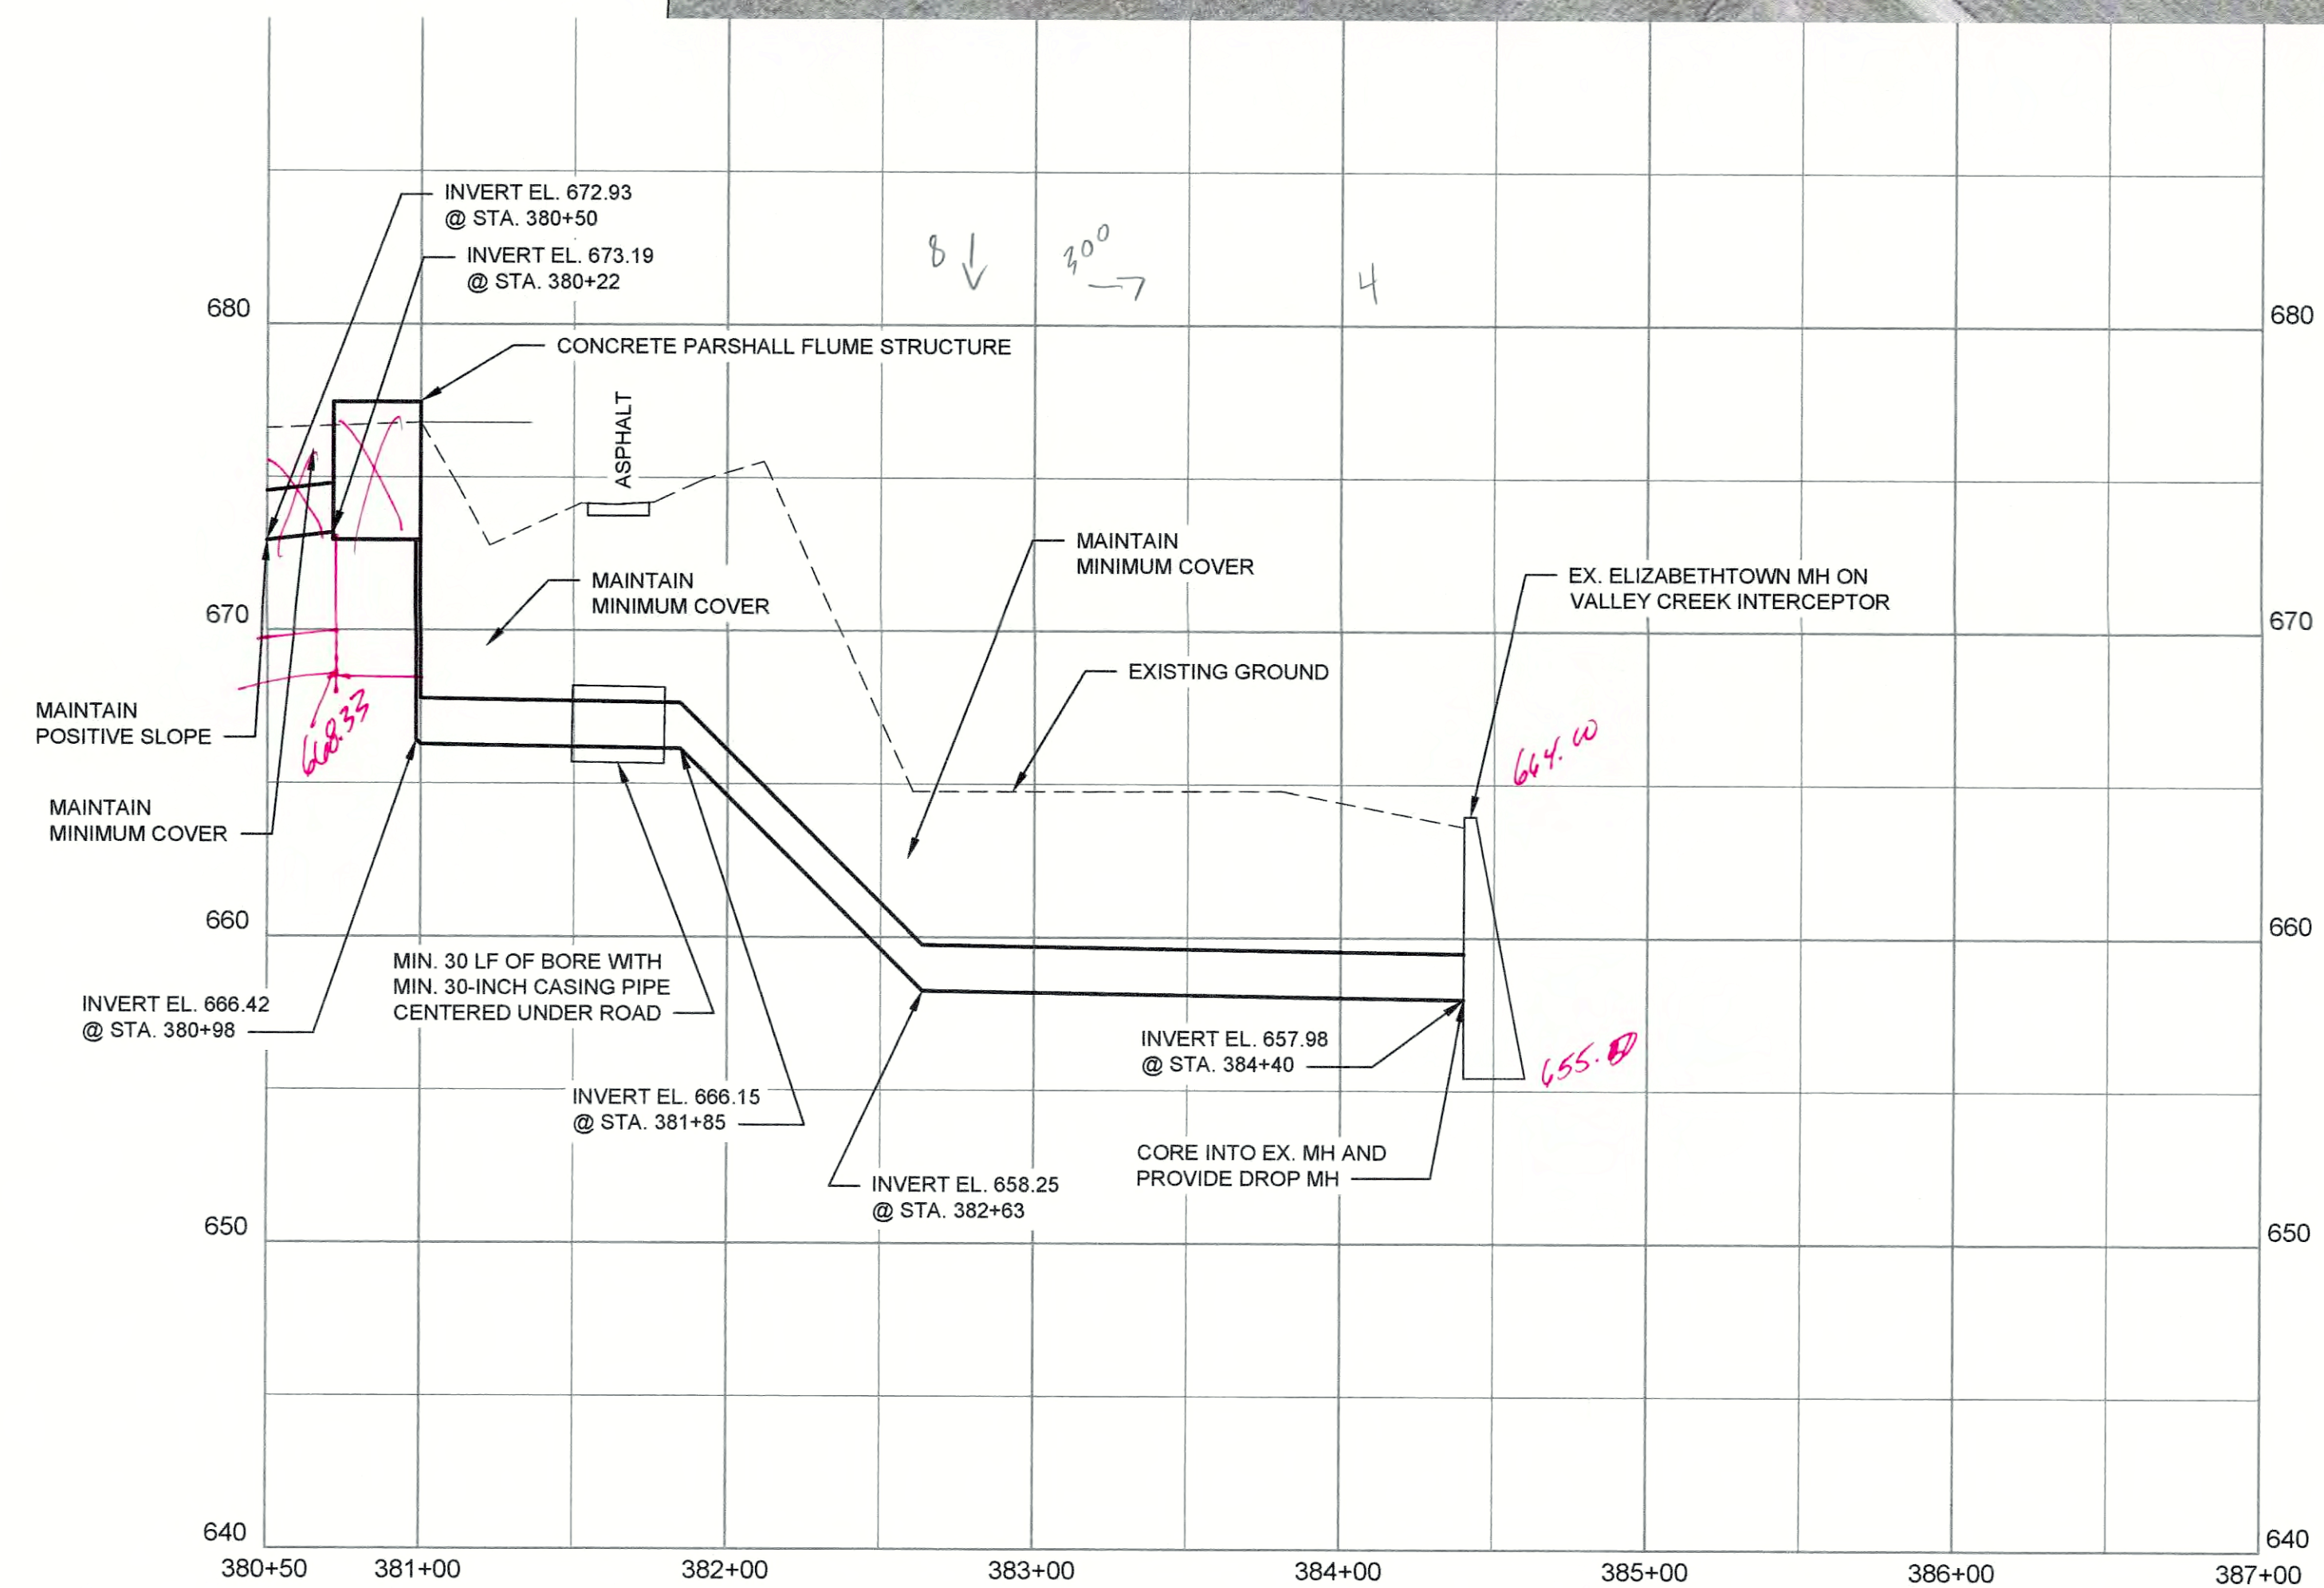 INVERT EL. 672.93
@ STA. 380+50
INVERT EL. 673.19
@ STA. 380+22
8
30°
4
680
680
CONCRETE PARSHALL FLUME STRUCTURE
ASPHALT
MAINTAIN
MINIMUM COVER
MAINTAIN
MINIMUM COVER
EX. ELIZABETHTOWN MH ON
VALLEY CREEK INTERCEPTOR
670
670
EXISTING GROUND
MAINTAIN
POSITIVE SLOPE
668.33
664.00
MAINTAIN
MINIMUM COVER
660
660
MIN. 30 LF OF BORE WITH
MIN. 30-INCH CASING PIPE
CENTERED UNDER ROAD
INVERT EL. 666.42
@ STA. 380+98
INVERT EL. 657.98
@ STA. 384+40
655.
INVERT EL. 666.15
@ STA. 381+85
CORE INTO EX. MH AND
PROVIDE DROP MH
INVERT EL. 658.25
@ STA. 382+63
650
650
640
640
380+50
381+00
382+00
383+00
384+00
385+00
386+00
387+00